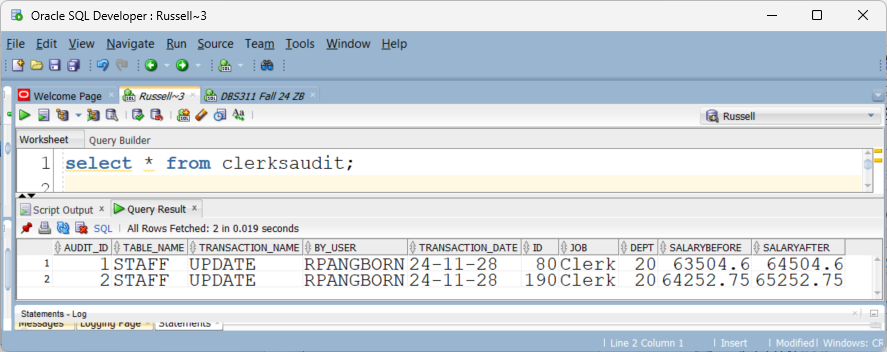 Oracle SQL Developer : Russell~3
File Edit View Navigate Run Source Team Tools Window Help
Welcome Page Russell~3 DBS311 Fall 24 ZB
Russell
Worksheet Query Builder
1 select * from clerksaudit;
2
Script Output Query Result
SQL All Rows Fetched: 2 in 0.019 seconds
AUDIT_ID TABLE_NAME TRANSACTION_NAME BY_USER TRANSACTION_DATE ID JOB DEPT SALARYBEFORE SALARYAFTER
1 1 STAFF UPDATE RPANGBORN 24-11-28 80 Clerk 20 63504.6 64504.6
2 2 STAFF UPDATE RPANGBORN 24-11-28 190 Clerk 20 64252.75 65252.75
Statements - Log
Messages Logging Page Statements
Line 2 Column 1 Insert Modified Windows: CR